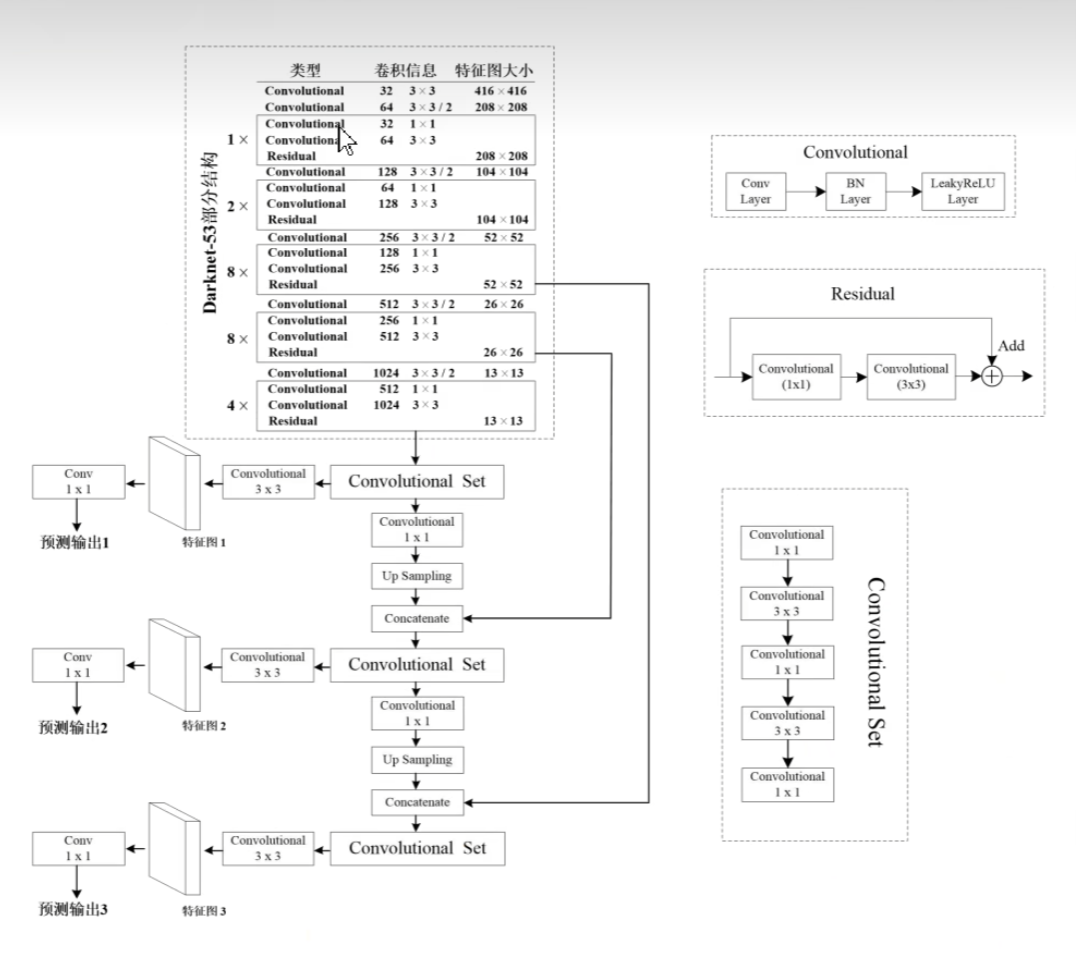 类型 卷积信息 特征图大小
Convolutional 32 3×3 416×416
Convolutional 64 3×3/2 208×208
Convolutional 32 1×1
1× Convolutional 64 3×3
Residual 208×208
Convolutional 128 3×3/2 104×104
Convolutional 64 1×1
2× Convolutional 128 3×3
Residual 104×104
Convolutional 256 3×3/2 52×52
Convolutional 128 1×1
8× Convolutional 256 3×3
Residual 52×52
Convolutional 512 3×3/2 26×26
Convolutional 256 1×1
8× Convolutional 512 3×3
Residual 26×26
Convolutional 1024 3×3/2 13×13
Convolutional 512 1×1
4× Convolutional 1024 3×3
Residual 13×13
Darknet-53部分结构
Convolutional Set
Convolutional
3 x 3
特征图1
Conv
1 x 1
预测输出1
Convolutional
1 x 1
Up Sampling
Concatenate
Convolutional Set
Convolutional
3 x 3
特征图2
Conv
1 x 1
预测输出2
Convolutional
1 x 1
Up Sampling
Concatenate
Convolutional Set
Convolutional
3 x 3
特征图3
Conv
1 x 1
预测输出3
Convolutional
Conv
Layer
BN
Layer
LeakyReLU
Layer
Residual
Add
Convolutional
(1x1)
Convolutional
(3x3)
Convolutional
1 x 1
Convolutional
3 x 3
Convolutional
1 x 1
Convolutional
3 x 3
Convolutional
1 x 1
Convolutional Set